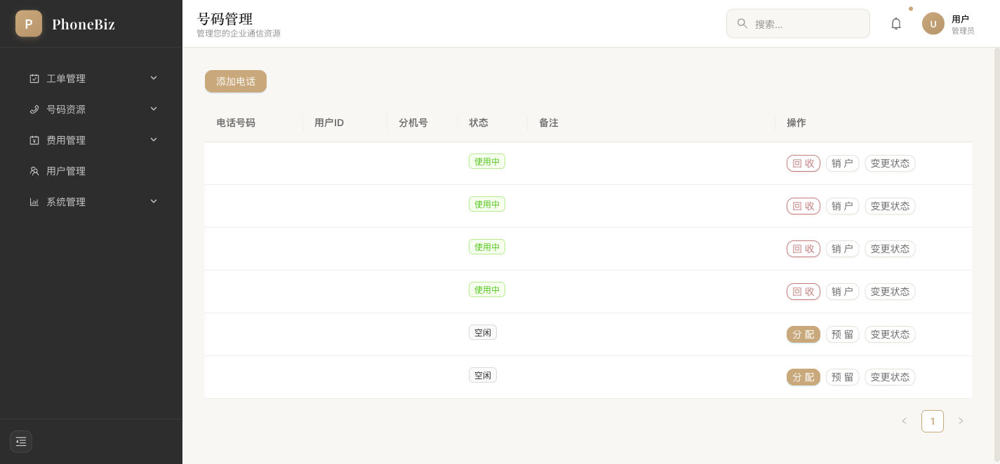 P PhoneBiz
工单管理
号码资源
费用管理
用户管理
系统管理
号码管理
管理您的企业通信资源
搜索...
U
用户
管理员
添加电话
电话号码 用户ID 分机号 状态 备注 操作
使用中 回收 销户 变更状态
使用中 回收 销户 变更状态
使用中 回收 销户 变更状态
使用中 回收 销户 变更状态
空闲 分配 预留 变更状态
空闲 分配 预留 变更状态
1